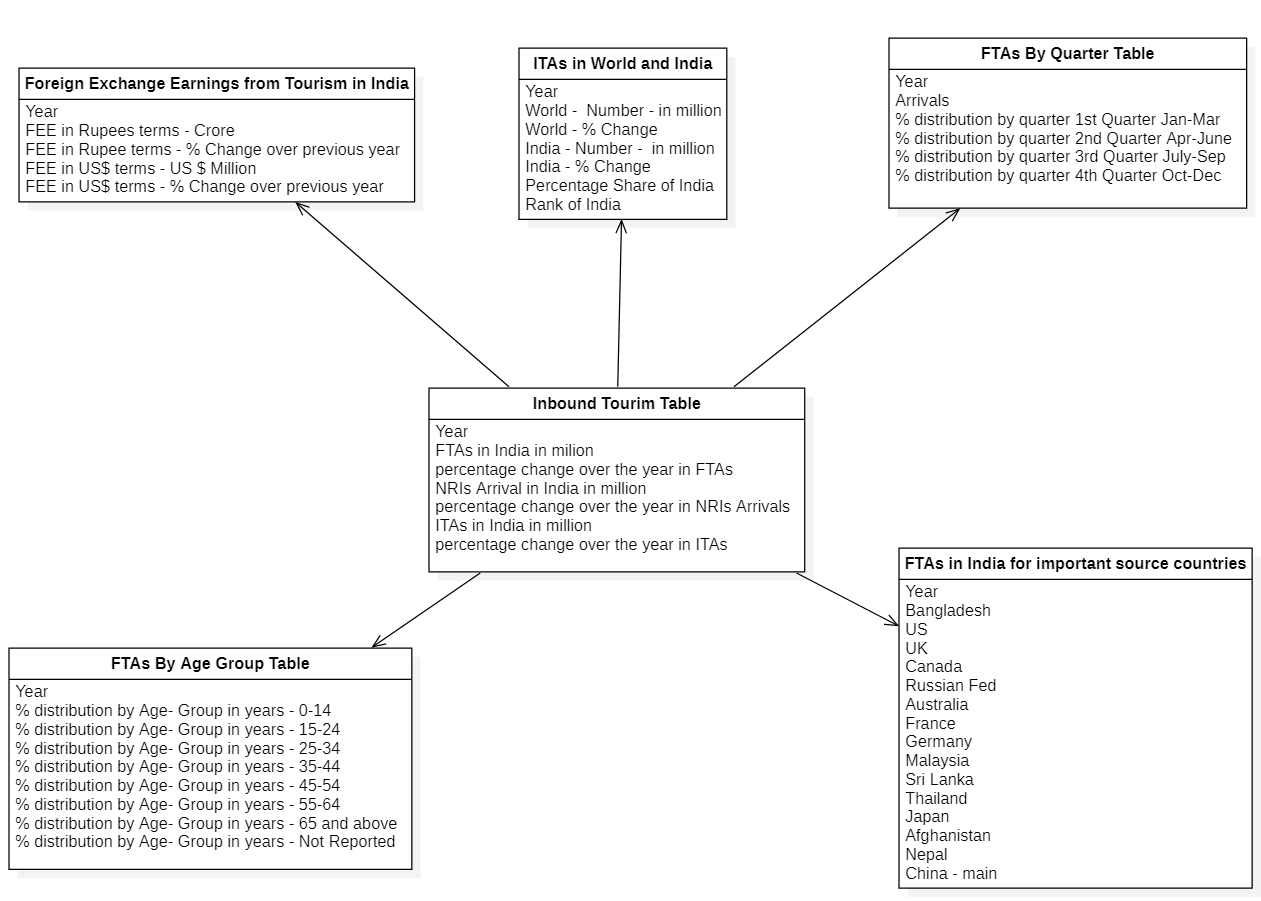 Foreign Exchange Earnings from Tourism in India
Year
FEE in Rupees terms - Crore
FEE in Rupee terms - % Change over previous year
FEE in US$ terms - US $ Million
FEE in US$ terms - % Change over previous year
ITAs in World and India
Year
World -  Number - in million
World - % Change
India - Number -  in million
India - % Change
Percentage Share of India
Rank of India
FTAs By Quarter Table
Year
Arrivals
% distribution by quarter 1st Quarter Jan-Mar
% distribution by quarter 2nd Quarter Apr-June
% distribution by quarter 3rd Quarter July-Sep
% distribution by quarter 4th Quarter Oct-Dec
Inbound Tourim Table
Year
FTAs in India in milion
percentage change over the year in FTAs
NRIs Arrival in India in million
percentage change over the year in NRIs Arrivals
ITAs in India in million
percentage change over the year in ITAs
FTAs By Age Group Table
Year
% distribution by Age- Group in years - 0-14
% distribution by Age- Group in years - 15-24
% distribution by Age- Group in years - 25-34
% distribution by Age- Group in years - 35-44
% distribution by Age- Group in years - 45-54
% distribution by Age- Group in years - 55-64
% distribution by Age- Group in years - 65 and above
% distribution by Age- Group in years - Not Reported
FTAs in India for important source countries
Year
Bangladesh
US
UK
Canada
Russian Fed
Australia
France
Germany
Malaysia
Sri Lanka
Thailand
Japan
Afghanistan
Nepal
China - main